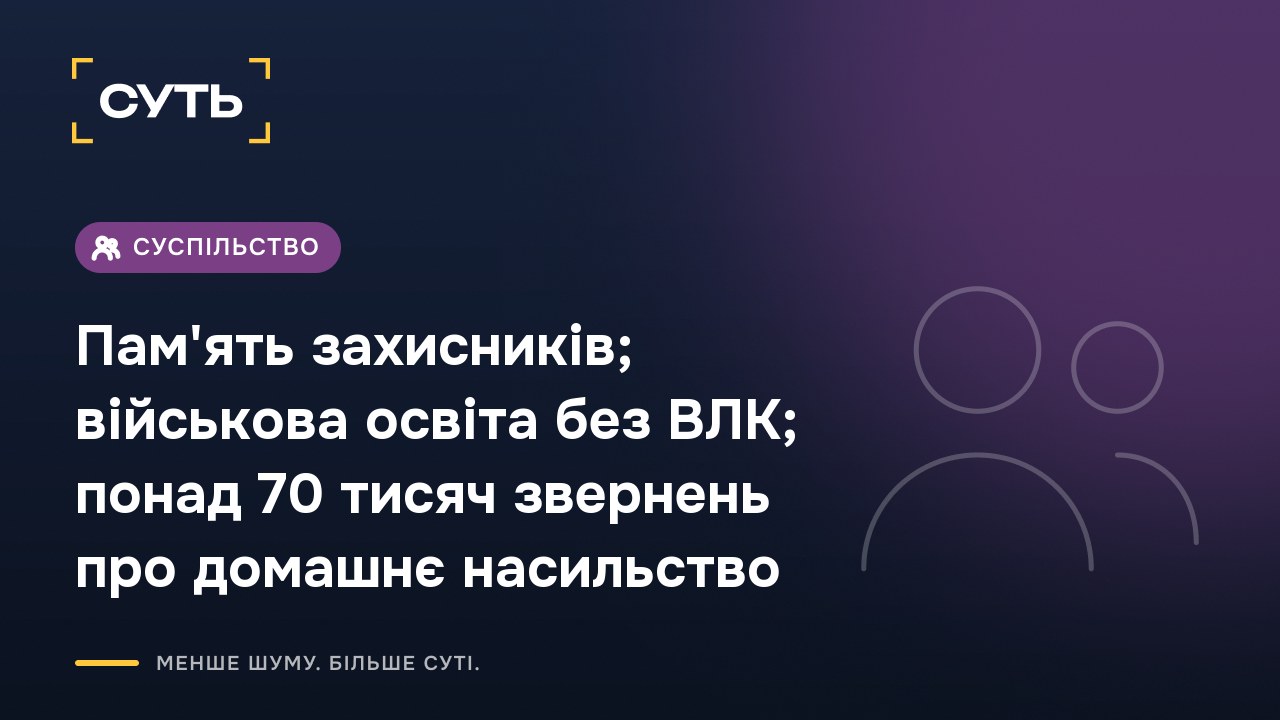 СУТЬ
СУСПІЛЬСТВО
Пам'ять захисників;
військова освіта без ВЛК;
понад 70 тисяч звернень
про домашнє насильство
МЕНШЕ ШУМУ. БІЛЬШЕ СУТІ.